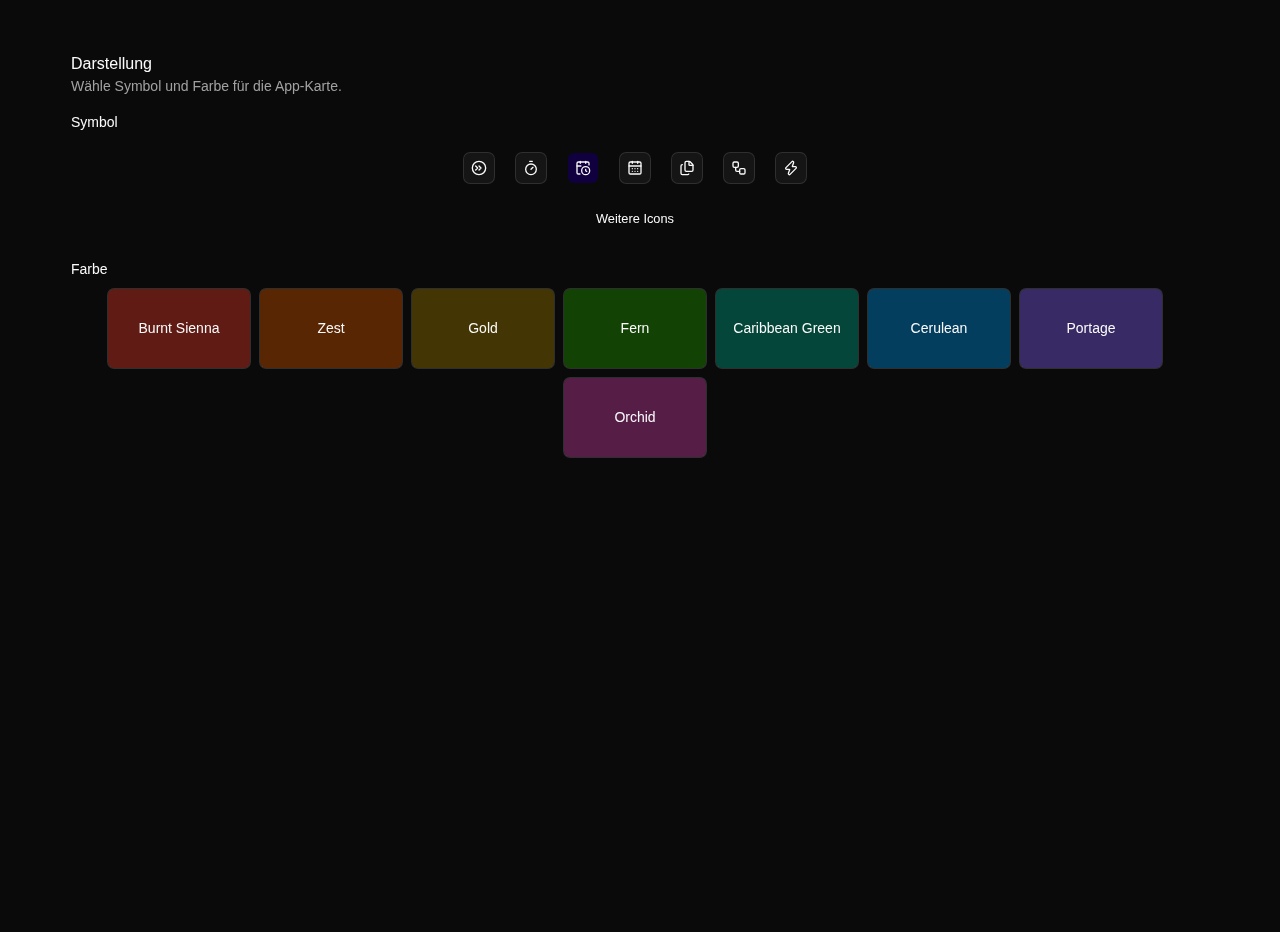 Darstellung
Wähle Symbol und Farbe für die App-Karte.
Symbol
Weitere Icons
Farbe
Burnt Sienna
Zest
Gold
Fern
Caribbean Green
Cerulean
Portage
Orchid